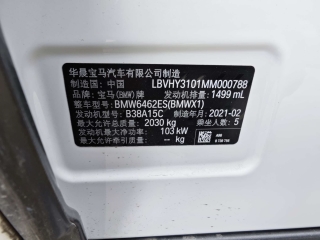 华晨宝马汽车有限公司制造
制造国: 中国 LBVHY3101MM000788
品牌: 宝马(BMW)牌 发动机排量: 1499 mL
整车型号: BMW6462ES(BMWX1)
发动机型号: B38A15C 制造年月: 2021-02
最大允许总质量: 2030 kg 乘坐人数: 5
发动机最大净功率: 103 kW
最大允许牵引质量: -- kg